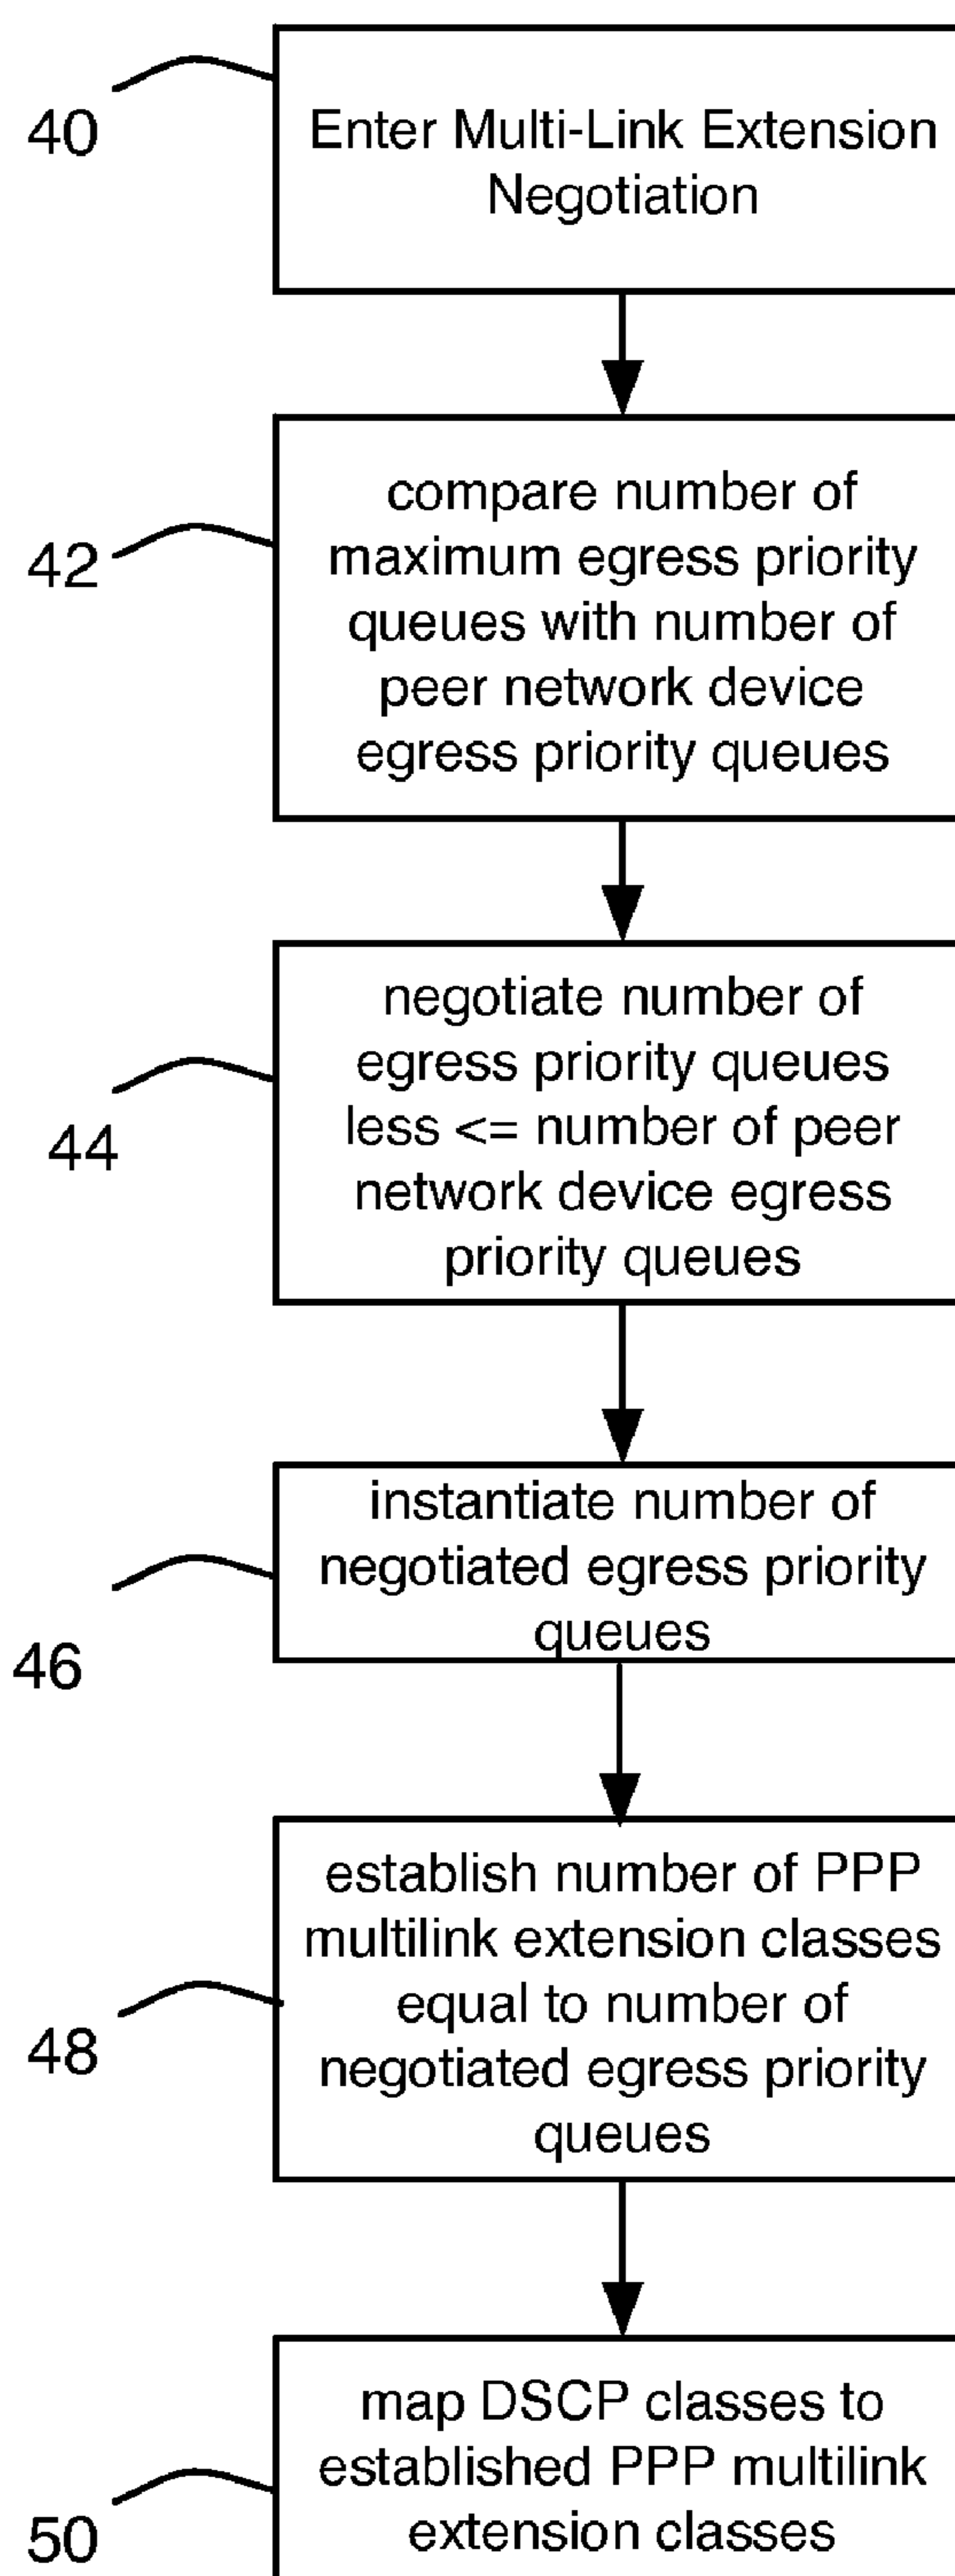 40
Enter Multi-Link Extension
Negotiation
42
compare number of
maximum egress priority
queues with number of
peer network device
egress priority queues
44
negotiate number of
egress priority queues
less <= number of peer
network device egress
priority queues
46
instantiate number of
negotiated egress priority
queues
48
establish number of PPP
multilink extension classes
equal to number of
negotiated egress priority
queues
50
map DSCP classes to
established PPP multilink
extension classes